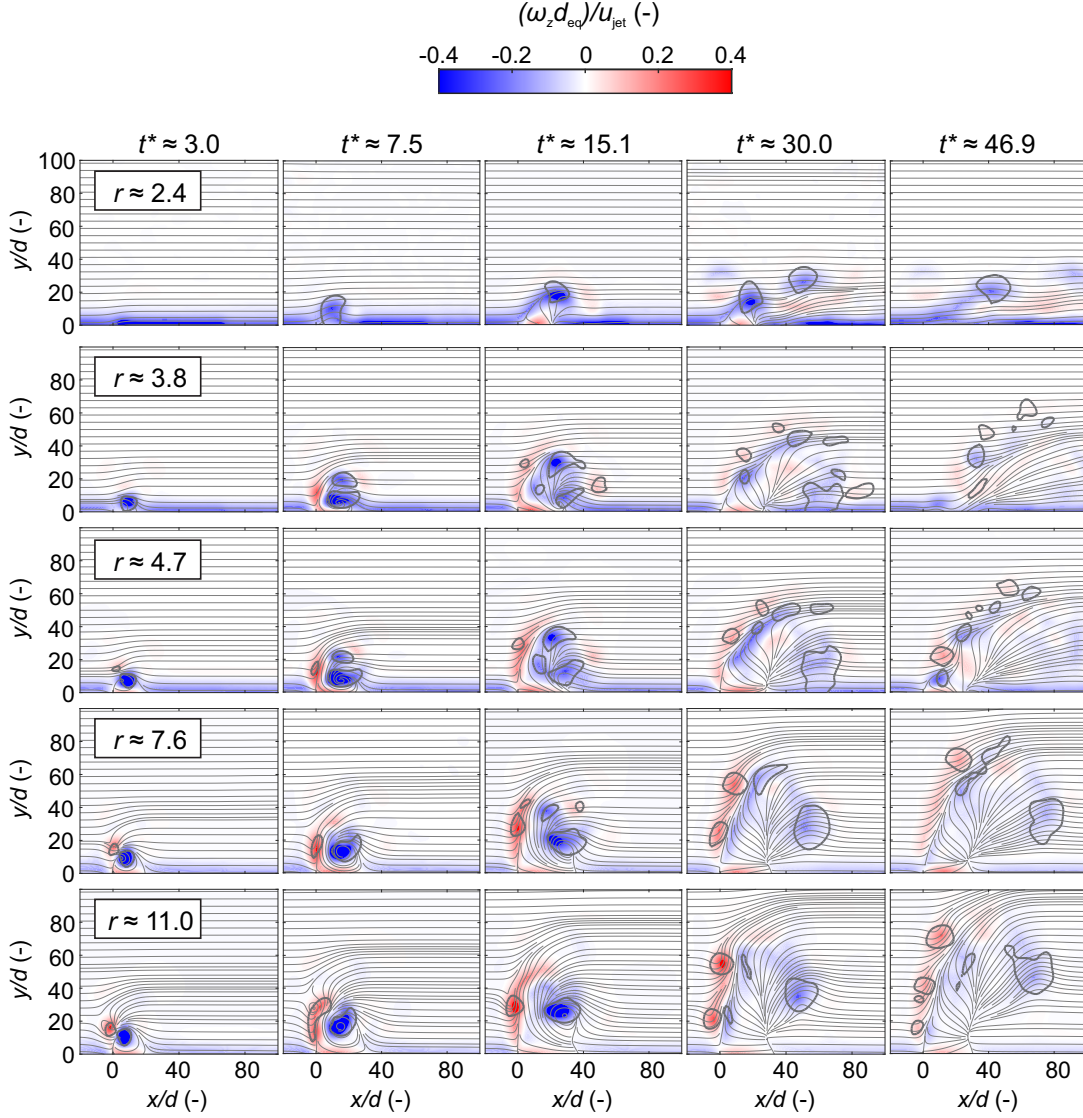 (ω_z d_eq)/u_jet (-)
-0.4 -0.2 0 0.2 0.4
t* ≈ 3.0 t* ≈ 7.5 t* ≈ 15.1 t* ≈ 30.0 t* ≈ 46.9
r ≈ 2.4
y/d (-)
100
80
60
40
20
0
r ≈ 3.8
y/d (-)
80
60
40
20
0
r ≈ 4.7
y/d (-)
80
60
40
20
0
r ≈ 7.6
y/d (-)
80
60
40
20
0
r ≈ 11.0
y/d (-)
80
60
40
20
0
0 40 80 0 40 80 0 40 80 0 40 80 0 40 80
x/d (-) x/d (-) x/d (-) x/d (-) x/d (-)